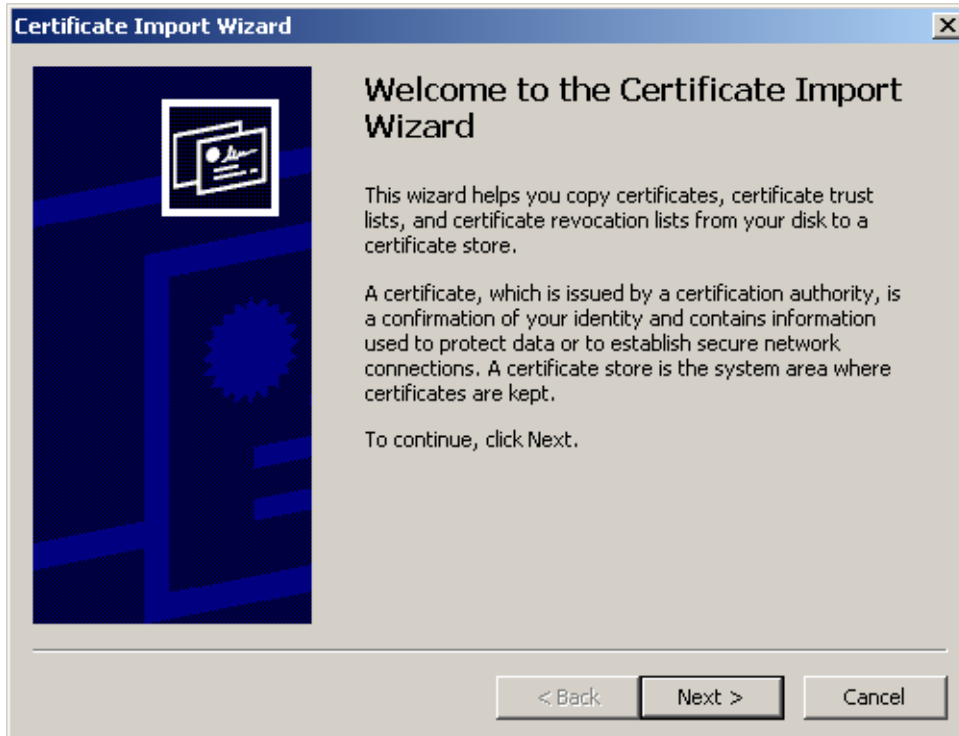 Certificate Import Wizard
Welcome to the Certificate Import
Wizard
This wizard helps you copy certificates, certificate trust
lists, and certificate revocation lists from your disk to a
certificate store.
A certificate, which is issued by a certification authority, is
a confirmation of your identity and contains information
used to protect data or to establish secure network
connections. A certificate store is the system area where
certificates are kept.
To continue, click Next.
< Back
Next >
Cancel